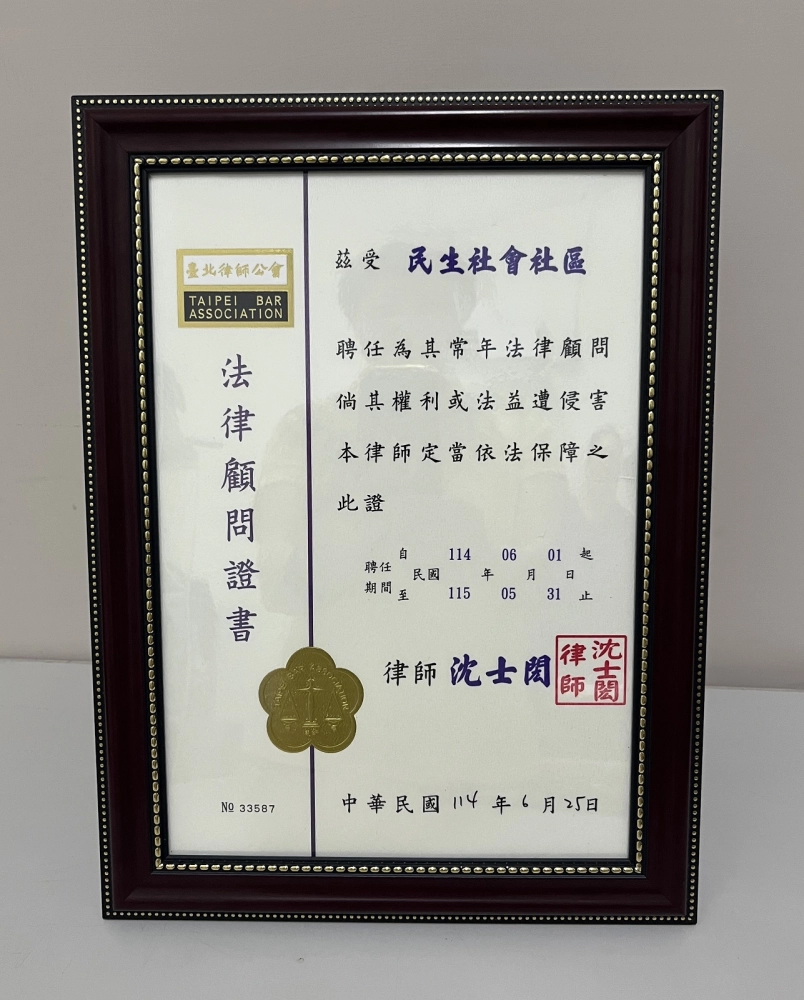 臺北律師公會
TAIPEI BAR
ASSOCIATION
法律顧問證書
茲受 民生社會社區
聘任為其常年法律顧問
倘其權利或法益遭侵害
本律師定當依法保障之
此證
聘任期間 自民國 114 年 06 月 01 日起
至 115 05 31 止
律師 沈士閎
沈士閎律師
TAIPEI BAR ASSOCIATION
№ 33587
中華民國 114 年 6 月 25 日